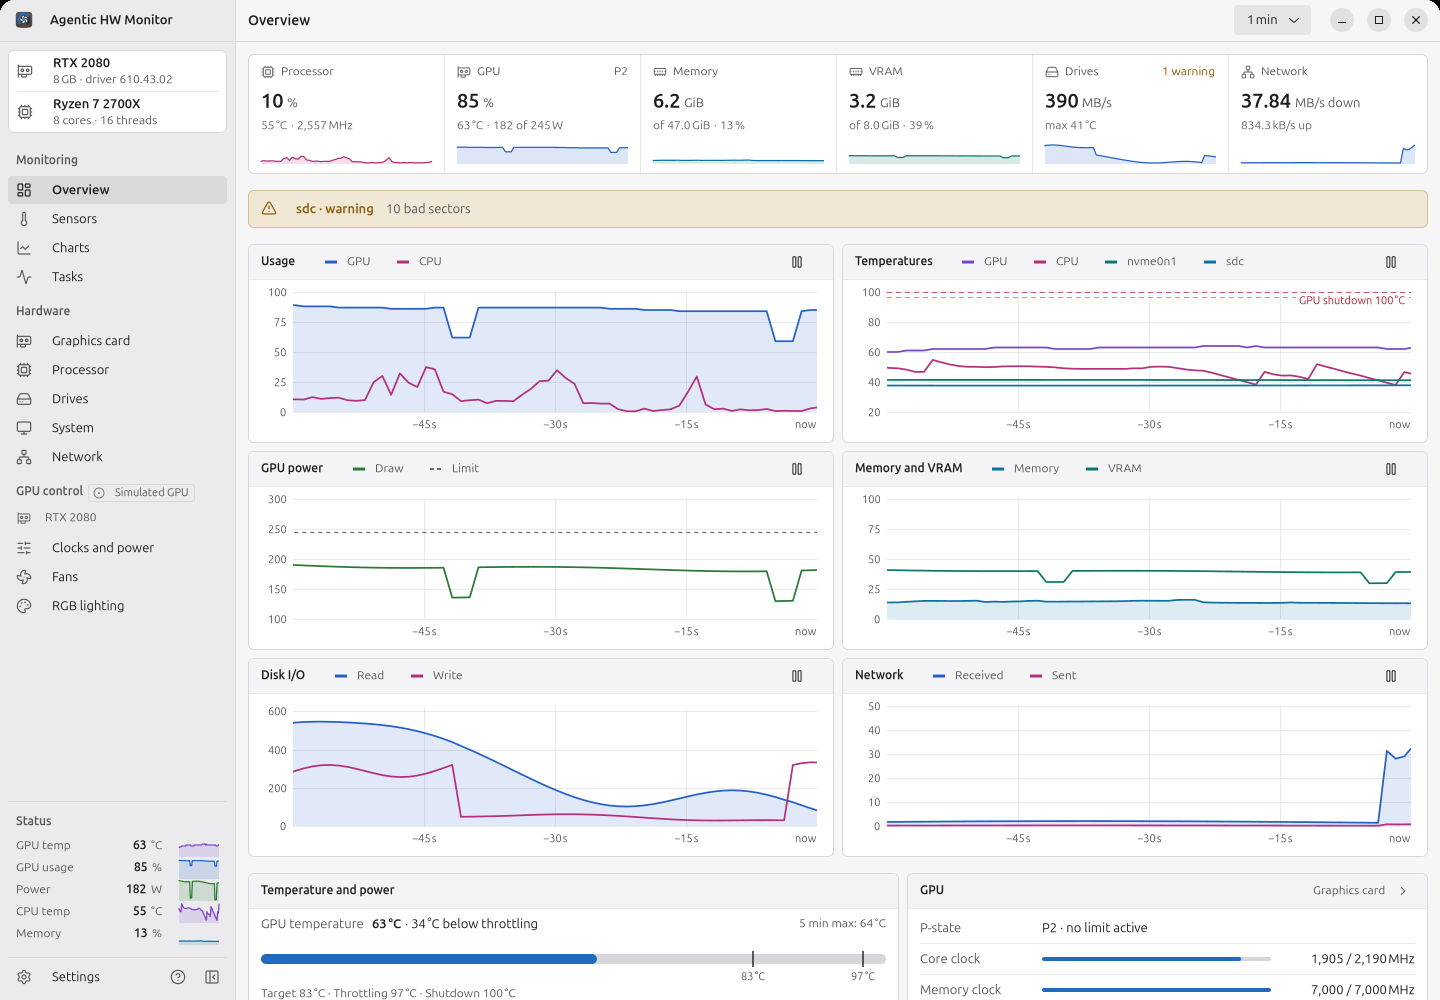 Agentic HW Monitor
Overview
1 min
RTX 2080
8 GB · driver 610.43.02
Ryzen 7 2700X
8 cores · 16 threads
Monitoring
Overview
Sensors
Charts
Tasks
Hardware
Graphics card
Processor
Drives
System
Network
GPU control
Simulated GPU
RTX 2080
Clocks and power
Fans
RGB lighting
Status
GPU temp 63 °C
GPU usage 85 %
Power 182 W
CPU temp 55 °C
Memory 13 %
Settings
Processor
10 %
55 °C · 2,557 MHz
GPU P2
85 %
63 °C · 182 of 245 W
Memory
6.2 GiB
of 47.0 GiB · 13 %
VRAM
3.2 GiB
of 8.0 GiB · 39 %
Drives 1 warning
390 MB/s
max 41 °C
Network
37.84 MB/s down
834.3 kB/s up
sdc · warning 10 bad sectors
Usage GPU CPU
100
75
50
25
0
−45s −30s −15s now
Temperatures GPU CPU nvme0n1 sdc
100
GPU shutdown 100 °C
80
60
40
20
−45s −30s −15s now
GPU power Draw Limit
300
250
200
150
100
−45s −30s −15s now
Memory and VRAM Memory VRAM
100
75
50
25
0
−45s −30s −15s now
Disk I/O Read Write
600
400
200
0
−45s −30s −15s now
Network Received Sent
50
40
30
20
10
0
−45s −30s −15s now
Temperature and power
GPU temperature 63 °C · 34 °C below throttling 5 min max: 64 °C
83 °C 97 °C
Target 83 °C · Throttling 97 °C · Shutdown 100 °C
GPU Graphics card
P-state P2 · no limit active
Core clock 1,905 / 2,190 MHz
Memory clock 7,000 / 7,000 MHz